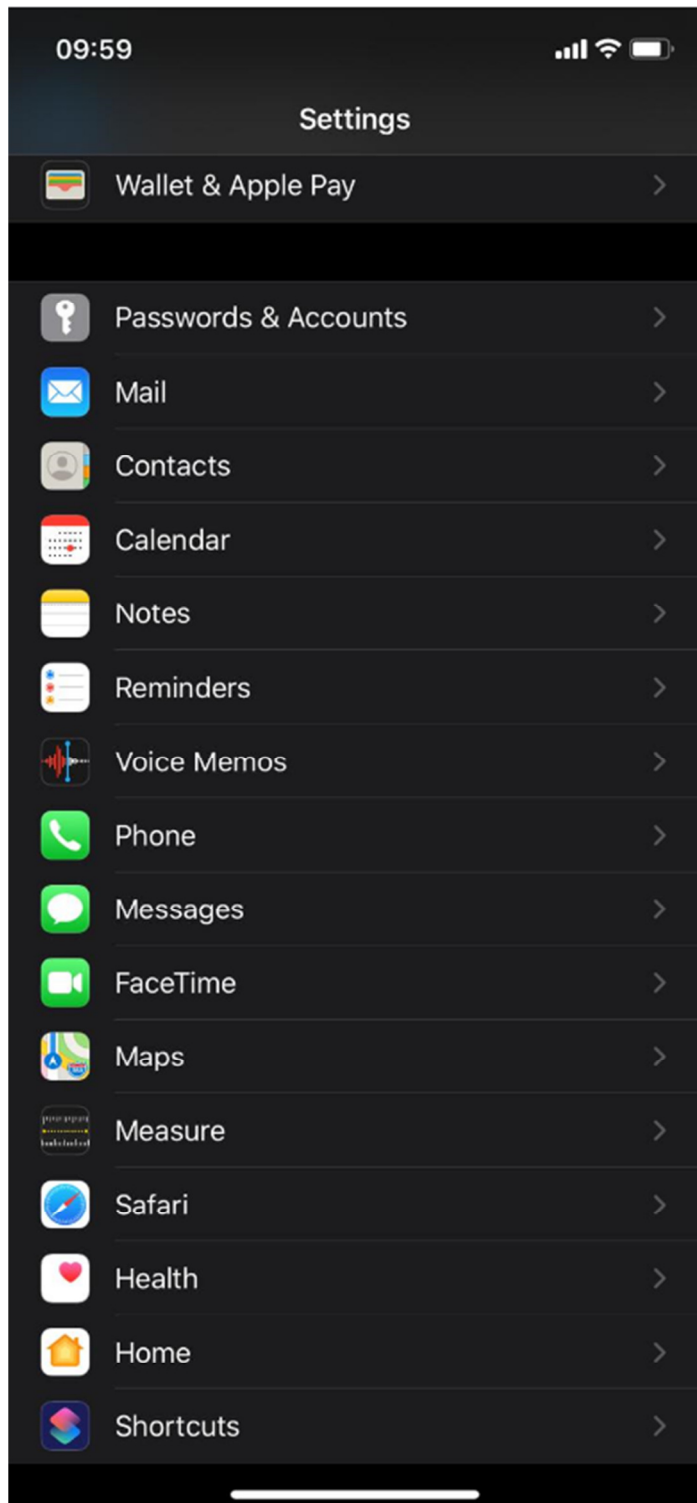 09:59
Settings
Wallet & Apple Pay
Passwords & Accounts
Mail
Contacts
Calendar
Notes
Reminders
Voice Memos
Phone
Messages
FaceTime
Maps
Measure
Safari
Health
Home
Shortcuts